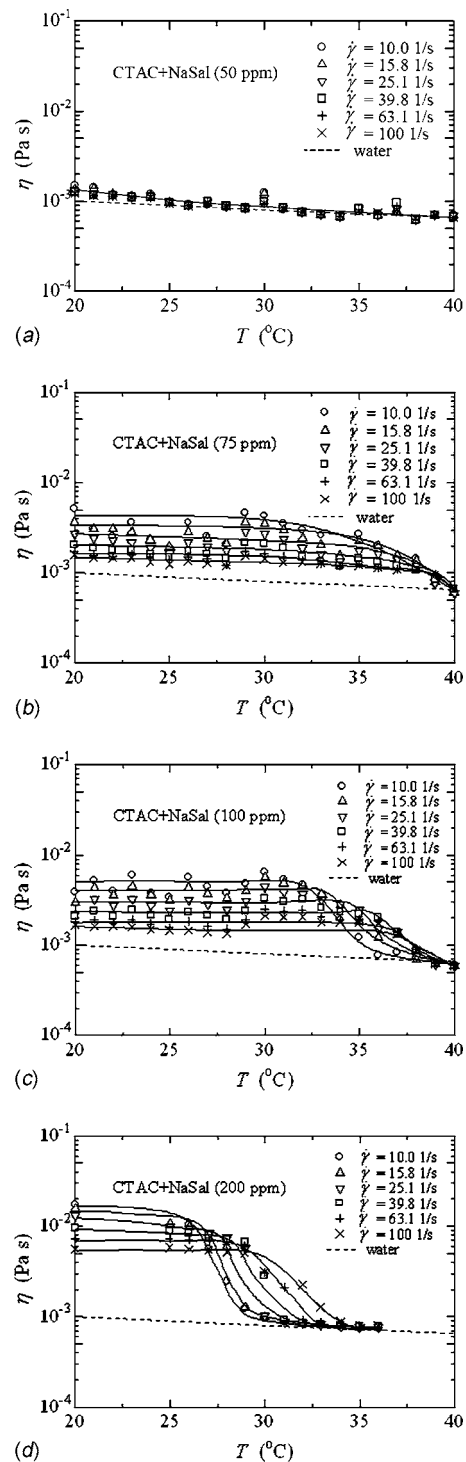 10⁻¹
CTAC+NaSal (50 ppm)
γ̇ = 10.0 1/s
γ̇ = 15.8 1/s
γ̇ = 25.1 1/s
γ̇ = 39.8 1/s
γ̇ = 63.1 1/s
γ̇ = 100 1/s
water
10⁻²
η (Pa s)
10⁻³
10⁻⁴
20 25 30 35 40
(a) T (°C)
10⁻¹
CTAC+NaSal (75 ppm)
γ̇ = 10.0 1/s
γ̇ = 15.8 1/s
γ̇ = 25.1 1/s
γ̇ = 39.8 1/s
γ̇ = 63.1 1/s
γ̇ = 100 1/s
water
10⁻²
η (Pa s)
10⁻³
10⁻⁴
20 25 30 35 40
(b) T (°C)
10⁻¹
CTAC+NaSal (100 ppm)
γ̇ = 10.0 1/s
γ̇ = 15.8 1/s
γ̇ = 25.1 1/s
γ̇ = 39.8 1/s
γ̇ = 63.1 1/s
γ̇ = 100 1/s
water
10⁻²
η (Pa s)
10⁻³
10⁻⁴
20 25 30 35 40
(c) T (°C)
10⁻¹
CTAC+NaSal (200 ppm)
γ̇ = 10.0 1/s
γ̇ = 15.8 1/s
γ̇ = 25.1 1/s
γ̇ = 39.8 1/s
γ̇ = 63.1 1/s
γ̇ = 100 1/s
water
10⁻²
η (Pa s)
10⁻³
10⁻⁴
20 25 30 35 40
(d) T (°C)